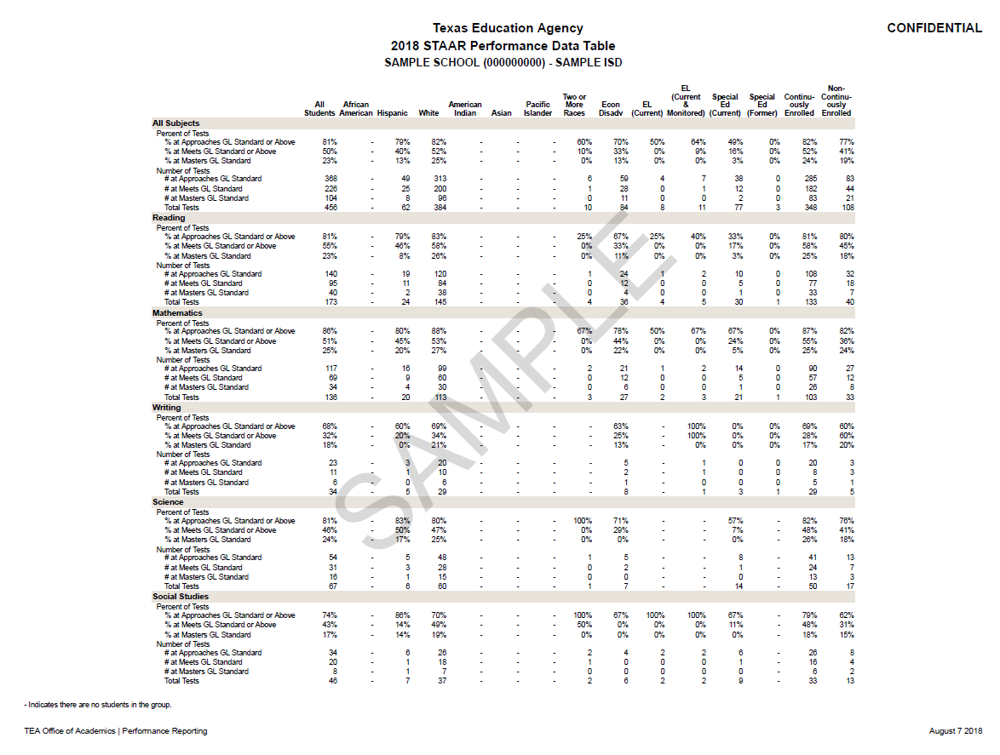 Texas Education Agency
CONFIDENTIAL
2018 STAAR Performance Data Table
SAMPLE SCHOOL (000000000) - SAMPLE ISD
All Students African American Hispanic White American Indian Asian Pacific Islander Two or More Races Econ Disadv EL (Current) EL (Current & Monitored) Special Ed (Current) Special Ed (Former) Continu-ously Enrolled Non-Continu-ously Enrolled
All Subjects
Percent of Tests
% at Approaches GL Standard or Above 81% - 79% 82% - - - 60% 70% 50% 64% 49% 0% 82% 77%
% at Meets GL Standard or Above 50% - 40% 52% - - - 10% 33% 0% 9% 16% 0% 52% 41%
% at Masters GL Standard 23% - 13% 25% - - - 0% 13% 0% 0% 3% 0% 24% 19%
Number of Tests
# at Approaches GL Standard 368 - 49 313 - - - 6 59 4 7 38 0 285 83
# at Meets GL Standard 226 - 25 200 - - - 1 28 0 1 12 0 182 44
# at Masters GL Standard 104 - 8 96 - - - 0 11 0 0 2 0 83 21
Total Tests 456 - 62 384 - - - 10 84 8 11 77 3 348 108
Reading
Percent of Tests
% at Approaches GL Standard or Above 81% - 79% 83% - - - 25% 67% 25% 40% 33% 0% 81% 80%
% at Meets GL Standard or Above 55% - 46% 58% - - - 0% 33% 0% 0% 17% 0% 58% 45%
% at Masters GL Standard 23% - 8% 26% - - - 0% 11% 0% 0% 3% 0% 25% 18%
Number of Tests
# at Approaches GL Standard 140 - 19 120 - - - 1 24 1 2 10 0 108 32
# at Meets GL Standard 95 - 11 84 - - - 0 12 0 0 5 0 77 18
# at Masters GL Standard 40 - 2 38 - - - 0 4 0 0 1 0 33 7
Total Tests 173 - 24 145 - - - 4 36 4 5 30 1 133 40
Mathematics
Percent of Tests
% at Approaches GL Standard or Above 86% - 80% 88% - - - 67% 78% 50% 67% 67% 0% 87% 82%
% at Meets GL Standard or Above 51% - 45% 53% - - - 0% 44% 0% 0% 24% 0% 55% 36%
% at Masters GL Standard 25% - 20% 27% - - - 0% 22% 0% 0% 5% 0% 25% 24%
Number of Tests
# at Approaches GL Standard 117 - 16 99 - - - 2 21 1 2 14 0 90 27
# at Meets GL Standard 69 - 9 60 - - - 0 12 0 0 5 0 57 12
# at Masters GL Standard 34 - 4 30 - - - 0 6 0 0 1 0 26 8
Total Tests 136 - 20 113 - - - 3 27 2 3 21 1 103 33
Writing
Percent of Tests
% at Approaches GL Standard or Above 68% - 60% 69% - - - - 63% - 100% 0% 0% 69% 60%
% at Meets GL Standard or Above 32% - 20% 34% - - - - 25% - 100% 0% 0% 28% 60%
% at Masters GL Standard 18% - 0% 21% - - - - 13% - 0% 0% 0% 17% 20%
Number of Tests
# at Approaches GL Standard 23 - 3 20 - - - - 5 - 1 0 0 20 3
# at Meets GL Standard 11 - 1 10 - - - - 2 - 1 0 0 8 3
# at Masters GL Standard 6 - 0 6 - - - - 1 - 0 0 0 5 1
Total Tests 34 - 5 29 - - - - 8 - 1 3 1 29 5
Science
Percent of Tests
% at Approaches GL Standard or Above 81% - 83% 80% - - - 100% 71% - - 57% - 82% 76%
% at Meets GL Standard or Above 46% - 50% 47% - - - 0% 29% - - 7% - 48% 41%
% at Masters GL Standard 24% - 17% 25% - - - 0% 0% - - 0% - 26% 18%
Number of Tests
# at Approaches GL Standard 54 - 5 48 - - - 1 5 - - 8 - 41 13
# at Meets GL Standard 31 - 3 28 - - - 0 2 - - 1 - 24 7
# at Masters GL Standard 16 - 1 15 - - - 0 0 - - 0 - 13 3
Total Tests 67 - 6 60 - - - 1 7 - - 14 - 50 17
Social Studies
Percent of Tests
% at Approaches GL Standard or Above 74% - 86% 70% - - - 100% 67% 100% 100% 67% - 79% 62%
% at Meets GL Standard or Above 43% - 14% 49% - - - 50% 0% 0% 0% 11% - 48% 31%
% at Masters GL Standard 17% - 14% 19% - - - 0% 0% 0% 0% 0% - 18% 15%
Number of Tests
# at Approaches GL Standard 34 - 6 26 - - - 2 4 2 2 6 - 26 8
# at Meets GL Standard 20 - 1 18 - - - 1 0 0 0 1 - 16 4
# at Masters GL Standard 8 - 1 7 - - - 0 0 0 0 0 - 6 2
Total Tests 46 - 7 37 - - - 2 6 2 2 9 - 33 13
SAMPLE
- Indicates there are no students in the group.
TEA Office of Academics | Performance Reporting
August 7 2018